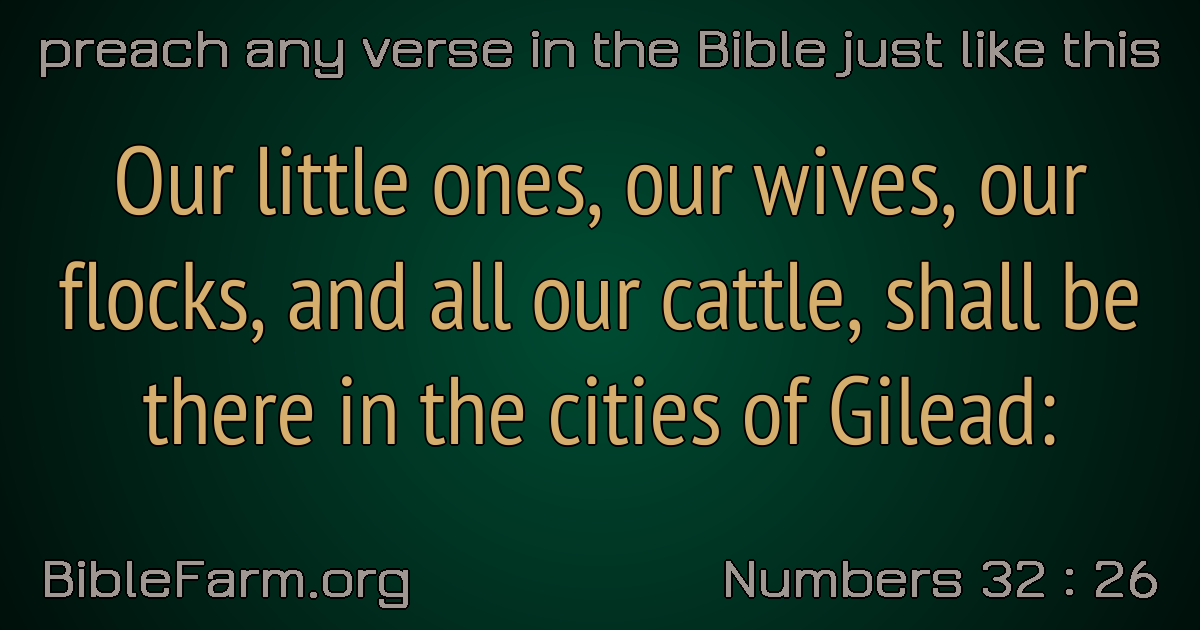 preach any verse in the Bible just like this
Our little ones, our wives, our
flocks, and all our cattle, shall be
there in the cities of Gilead:
BibleFarm.org
Numbers 32 : 26